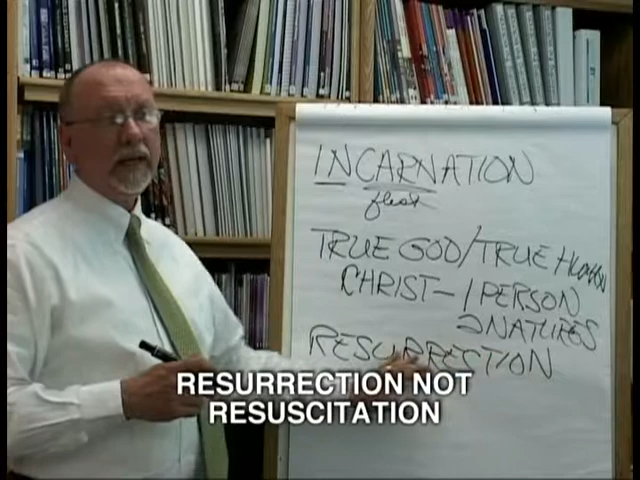 INCARNATION
flesh
TRUE GOD/TRUE HUMAN
CHRIST – 1 PERSON
2 NATURES
RESURRECTION
RESURRECTION NOT
RESUSCITATION